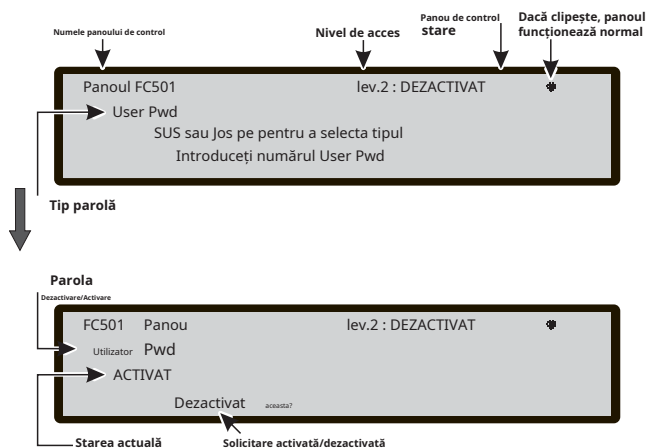 Numele panoului de control
Nivel de acces
Panou de control
stare
Dacă clipește, panoul
funcționează normal
Panoul FC501 lev.2 : DEZACTIVAT
User Pwd
SUS sau Jos pe pentru a selecta tipul
Introduceți numărul User Pwd
Tip parolă
Parola
Dezactivare/Activare
FC501 Panou lev.2 : DEZACTIVAT
Utilizator Pwd
ACTIVAT
Dezactivat aceasta?
Starea actuală
Solicitare activată/dezactivată